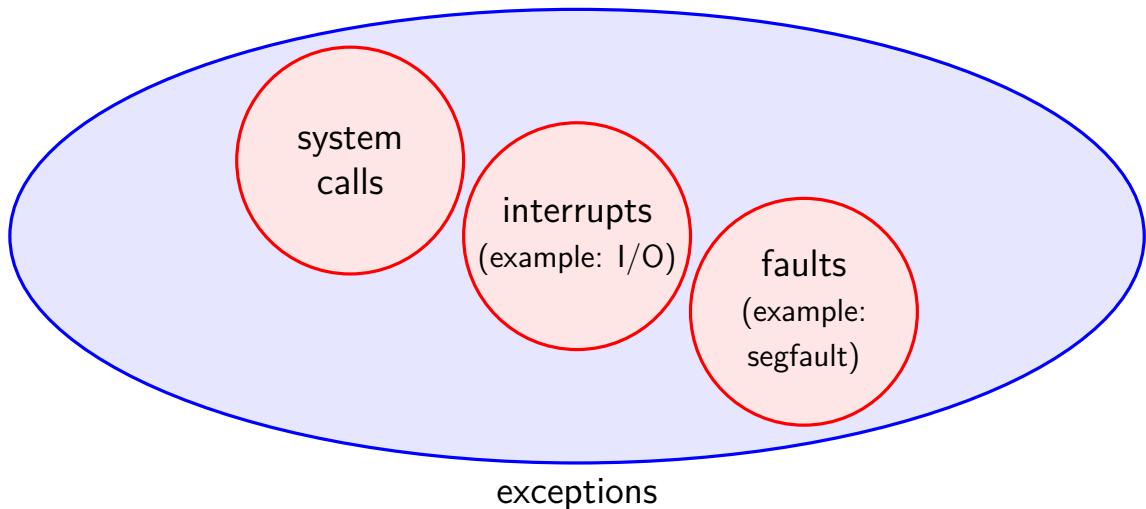 system
calls
interrupts
(example: I/O)
faults
(example:
segfault)
exceptions